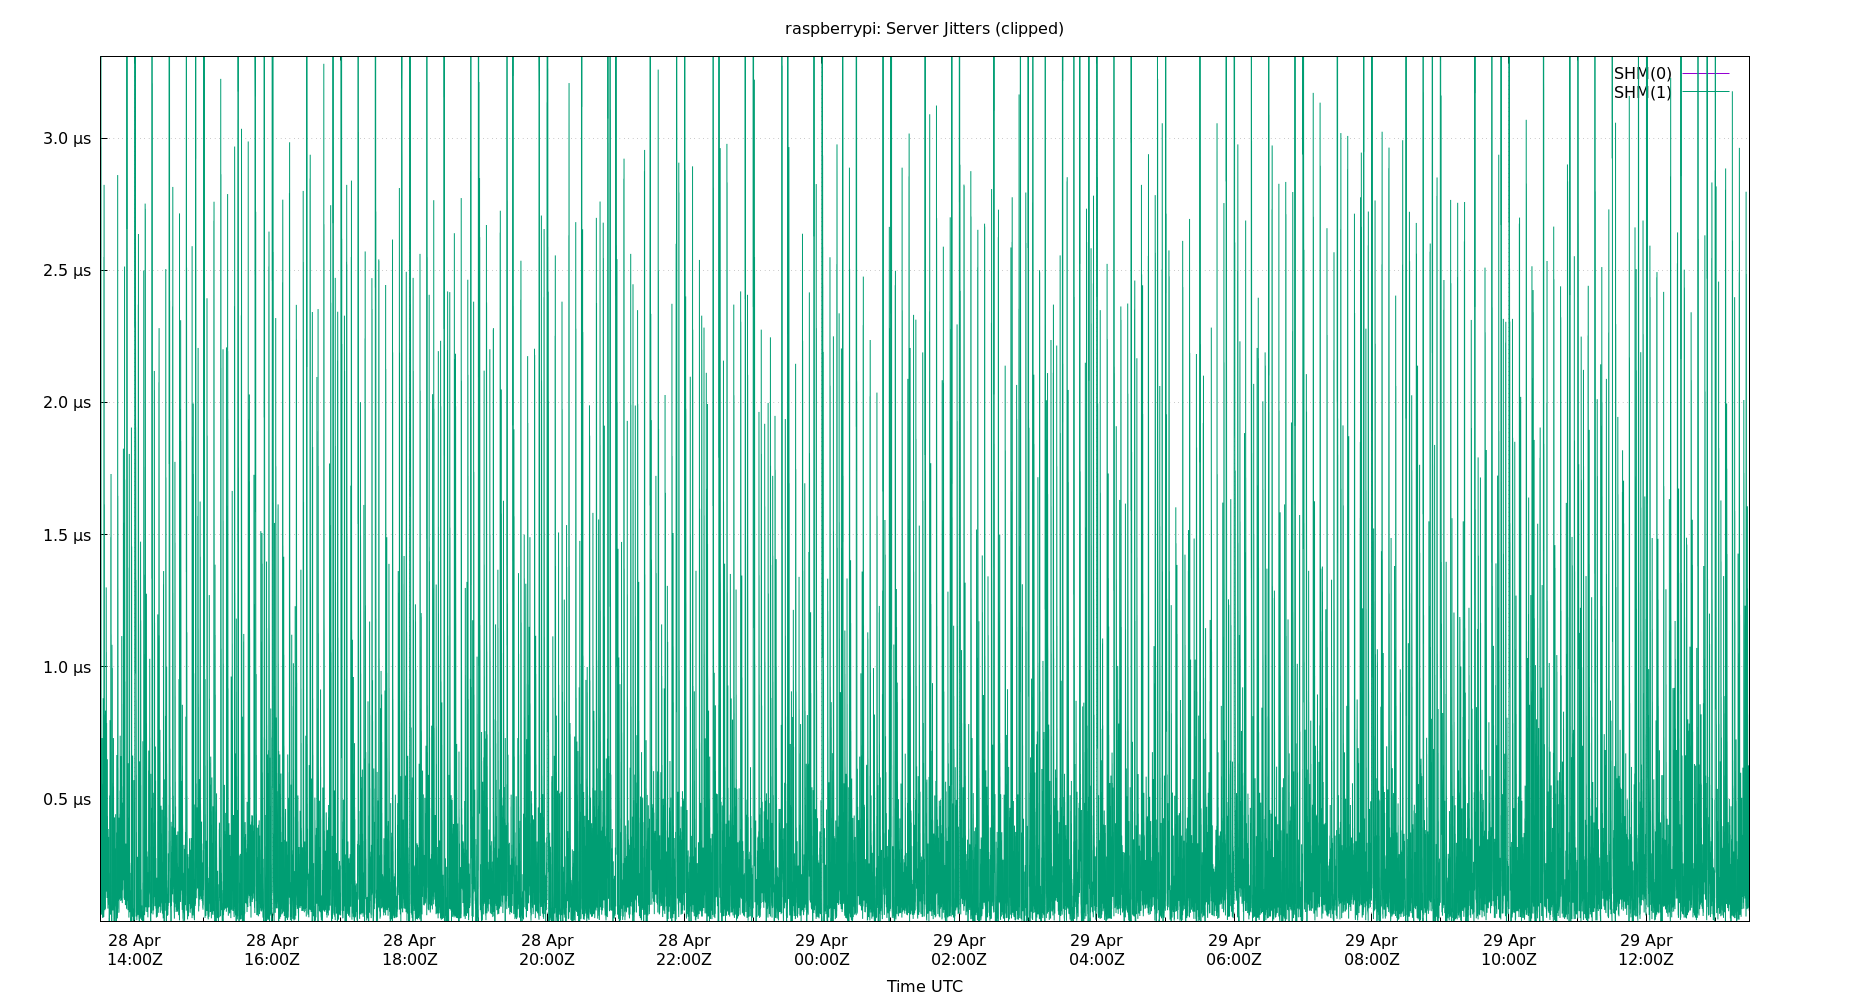 raspberrypi: Server Jitters (clipped)
SHM(0)
SHM(1)
3.0 μs
2.5 μs
2.0 μs
1.5 μs
1.0 μs
0.5 μs
28 Apr 28 Apr 28 Apr 28 Apr 28 Apr 29 Apr 29 Apr 29 Apr 29 Apr 29 Apr 29 Apr 29 Apr
14:00Z 16:00Z 18:00Z 20:00Z 22:00Z 00:00Z 02:00Z 04:00Z 06:00Z 08:00Z 10:00Z 12:00Z
Time UTC